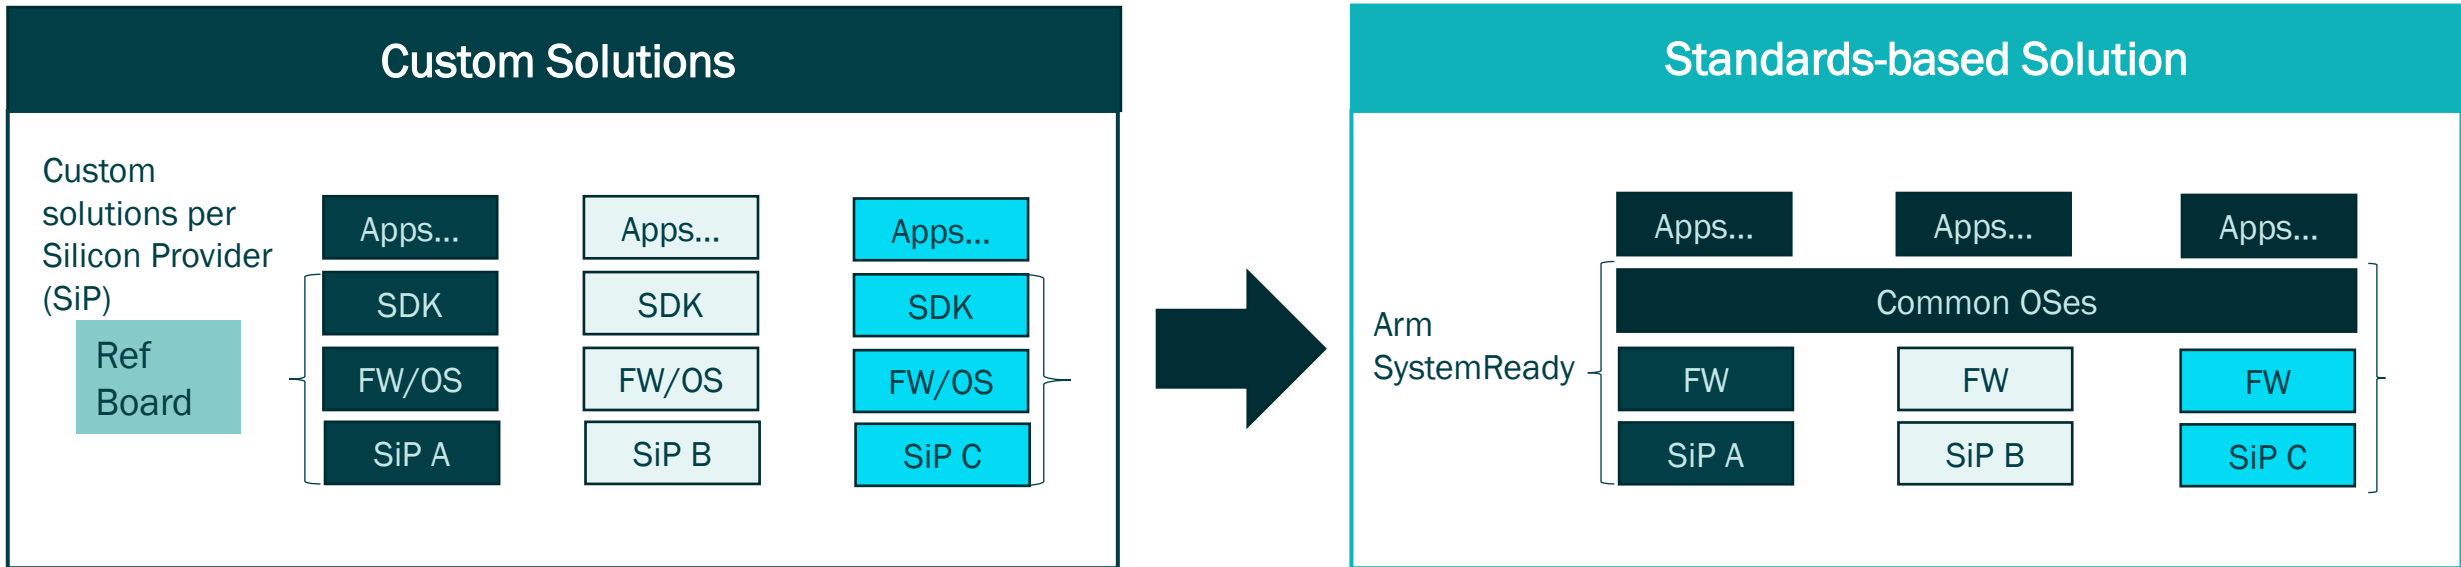 Custom Solutions
Custom
solutions per
Silicon Provider
(SiP)
Ref
Board
Apps...
Apps...
Apps...
SDK
SDK
SDK
FW/OS
FW/OS
FW/OS
SiP A
SiP B
SiP C
Standards-based Solution
Arm
SystemReady
Apps...
Apps...
Apps...
Common OSes
FW
FW
FW
SiP A
SiP B
SiP C